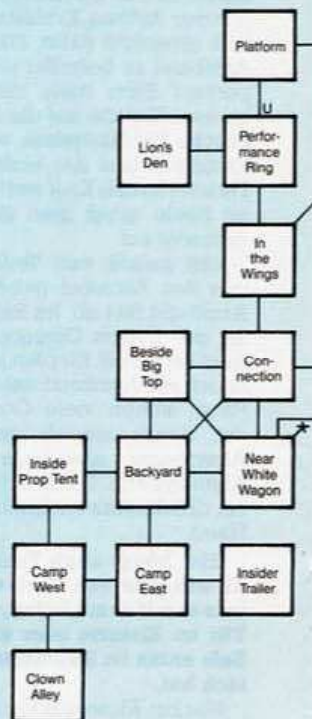 Platform
U
Lion's
Den
Perfor-
mance
Ring
In
the
Wings
Beside
Big
Top
Con-
nection
Inside
Prop Tent
Backyard
Near
White
Wagon
*
Camp
West
Camp
East
Insider
Trailer
Clown
Alley